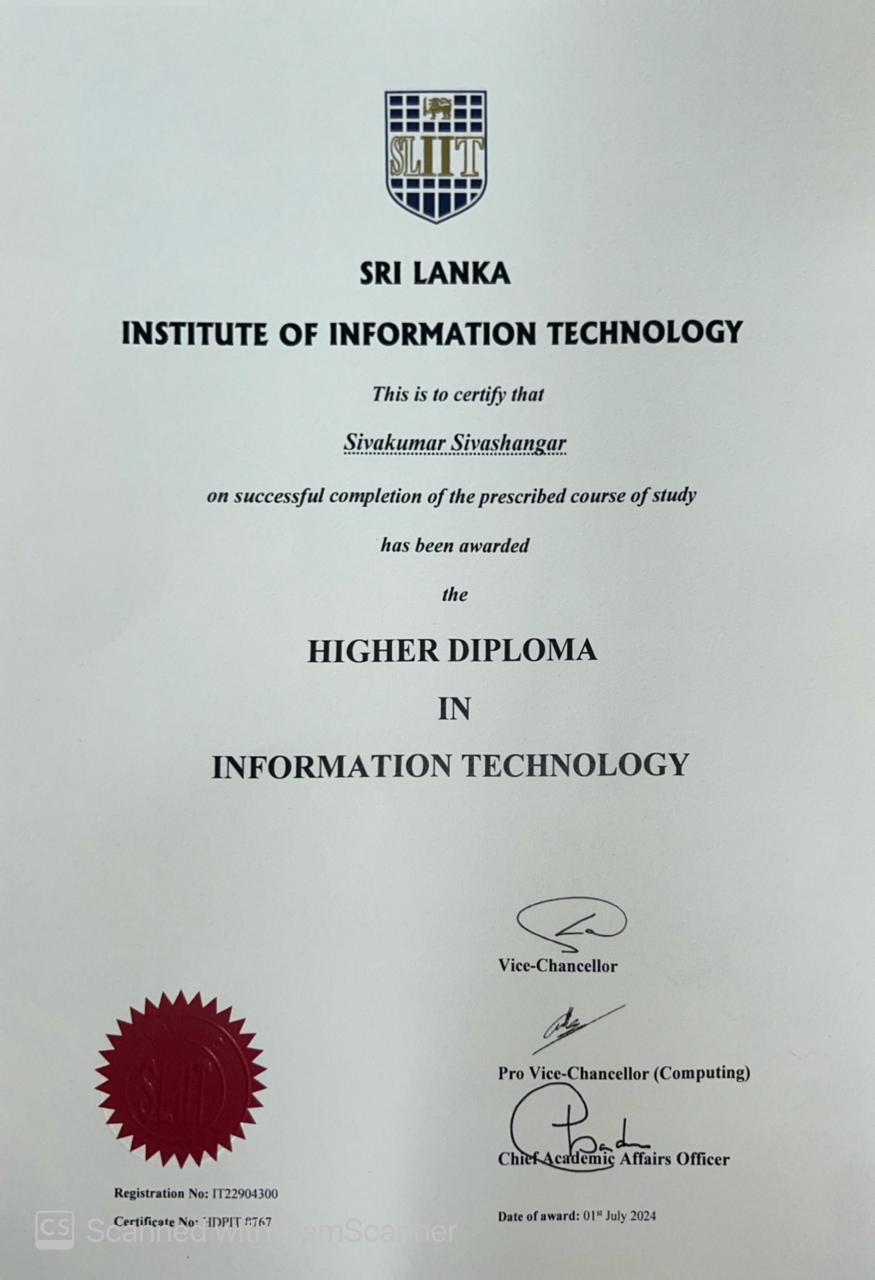 SLIIT
SRI LANKA
INSTITUTE OF INFORMATION TECHNOLOGY
This is to certify that
Sivakumar Sivashangar
on successful completion of the prescribed course of study
has been awarded
the
HIGHER DIPLOMA
IN
INFORMATION TECHNOLOGY
Vice-Chancellor
Pro Vice-Chancellor (Computing)
Chief Academic Affairs Officer
SLIIT
Registration No: IT22904300
Certificate No: HDPIT
Date of award: 01st July 2024
CS Scanned with CamScanner